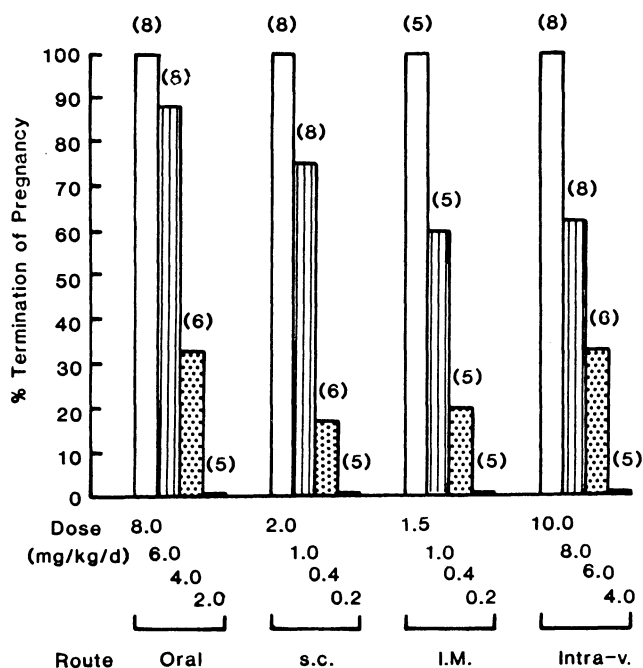 (8) (8) (5) (8)
100
(8)
90
80
(8) (8)
70
(5)
60
50
40
(6) (6)
30
(6) (5)
20
10
(5) (5) (5) (5)
0
% Termination of Pregnancy
Dose 8.0 2.0 1.5 10.0
(mg/kg/d) 6.0 1.0 1.0 8.0
4.0 0.4 0.4 6.0
2.0 0.2 0.2 4.0
Route Oral s.c. I.M. Intra-v.